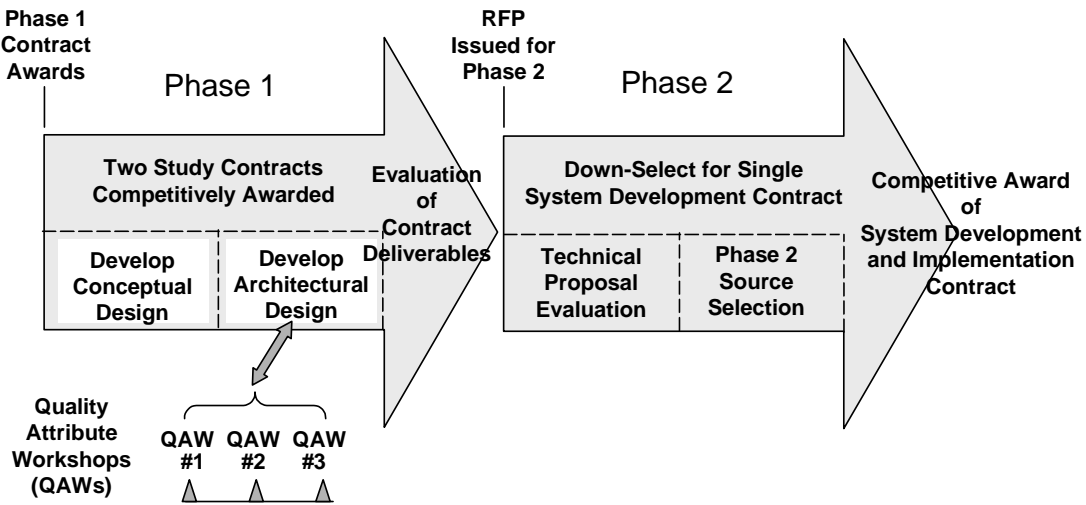 Phase 1
Contract
Awards
Phase 1
RFP
Issued for
Phase 2
Phase 2
Two Study Contracts
Competitively Awarded
Evaluation
of
Contract
Deliverables
Develop
Conceptual
Design
Develop
Architectural
Design
Down-Select for Single
System Development Contract
Technical
Proposal
Evaluation
Phase 2
Source
Selection
Competitive Award
of
System Development
and Implementation
Contract
Quality
Attribute
Workshops
(QAWs)
QAW
#1
QAW
#2
QAW
#3